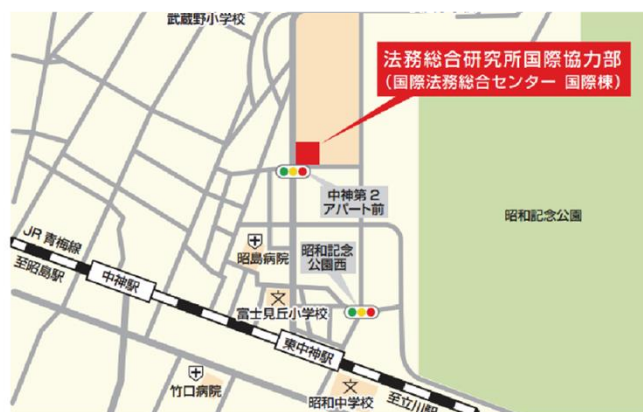 武蔵野小学校
法務総合研究所国際協力部
（国際法務総合センター 国際棟）
中神第２
アパート前
昭和記念公園
昭和記念
公園西
昭島病院
JR 青梅線
至昭島駅
中神駅
富士見丘小学校
東中神駅
竹口病院
昭和中学校
至立川駅